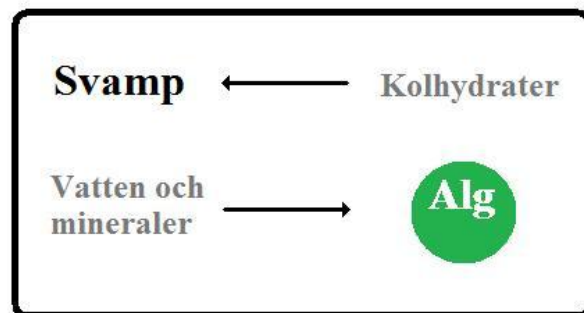 Svamp
Kolhydrater
Vatten och
mineraler
Alg